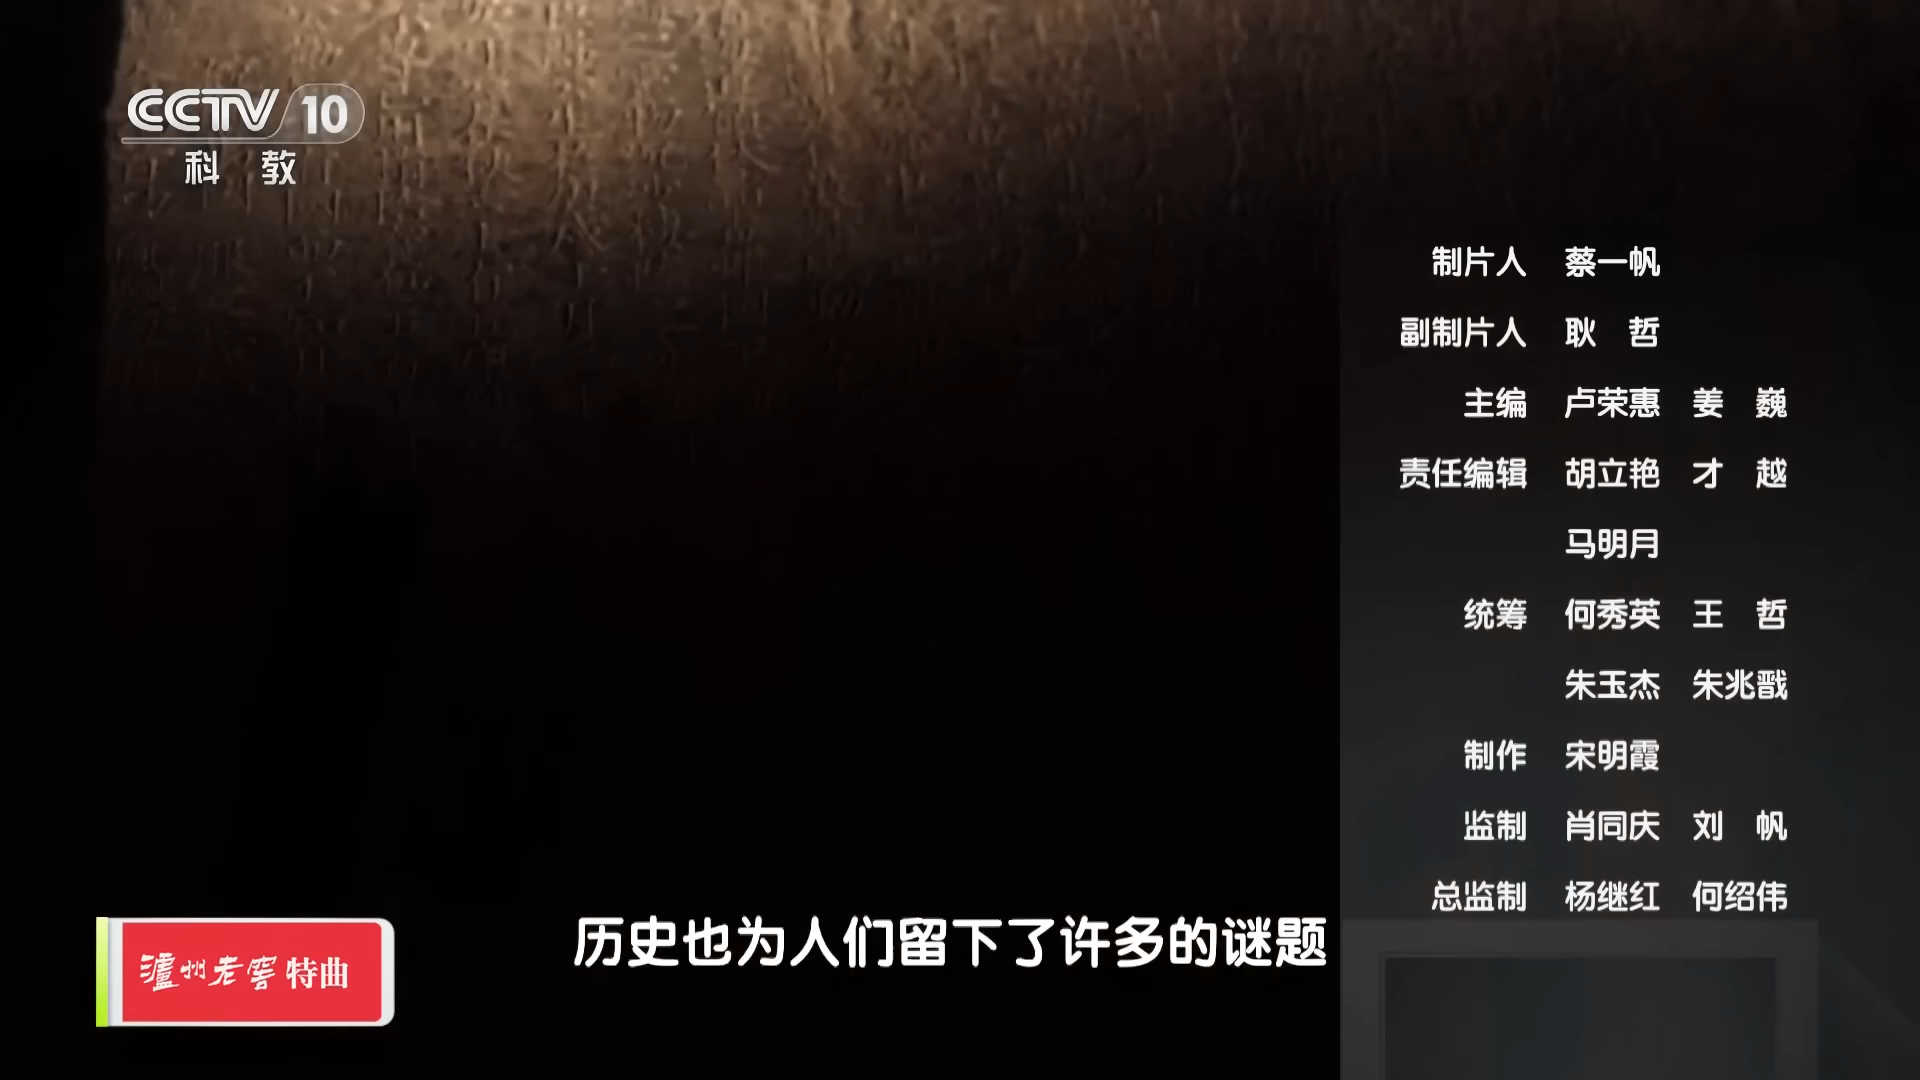 CCTV 10
科 教
制片人 蔡一帆
副制片人 耿 哲
主编 卢荣惠 姜 巍
责任编辑 胡立艳 才 越
马明月
统筹 何秀英 王 哲
朱玉杰 朱兆戬
制作 宋明霞
监制 肖同庆 刘 帆
总监制 杨继红 何绍伟
历史也为人们留下了许多的谜题
泸州老窖 特曲